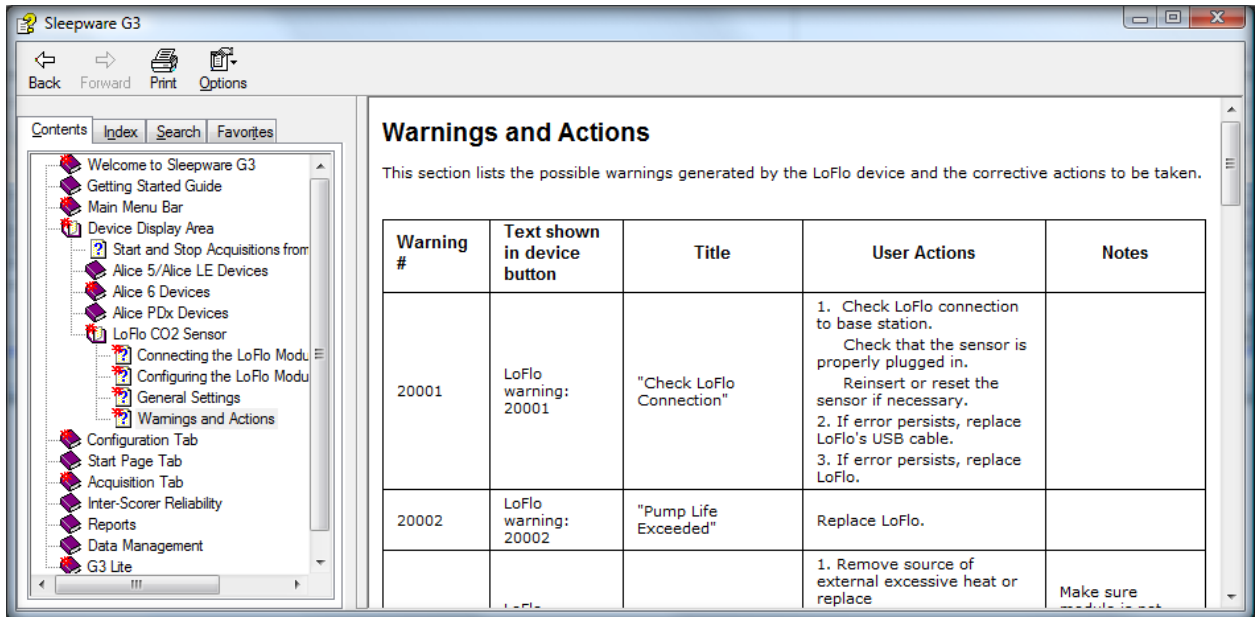 Sleepware G3
Back Forward Print Options
Contents Index Search Favorites
Welcome to Sleepware G3
Getting Started Guide
Main Menu Bar
Device Display Area
Start and Stop Acquisitions from
Alice 5/Alice LE Devices
Alice 6 Devices
Alice PDx Devices
LoFlo CO2 Sensor
Connecting the LoFlo Modu
Configuring the LoFlo Modu
General Settings
Warnings and Actions
Configuration Tab
Start Page Tab
Acquisition Tab
Inter-Scorer Reliability
Reports
Data Management
G3 Lite
Warnings and Actions
This section lists the possible warnings generated by the LoFlo device and the corrective actions to be taken.
Warning
#
Text shown
in device
button
Title
User Actions
Notes
20001
LoFlo
warning:
20001
"Check LoFlo
Connection"
1. Check LoFlo connection
to base station.
Check that the sensor is
properly plugged in.
Reinsert or reset the
sensor if necessary.
2. If error persists, replace
LoFlo's USB cable.
3. If error persists, replace
LoFlo.
20002
LoFlo
warning:
20002
"Pump Life
Exceeded"
Replace LoFlo.
1. Remove source of
external excessive heat or
replace
Make sure